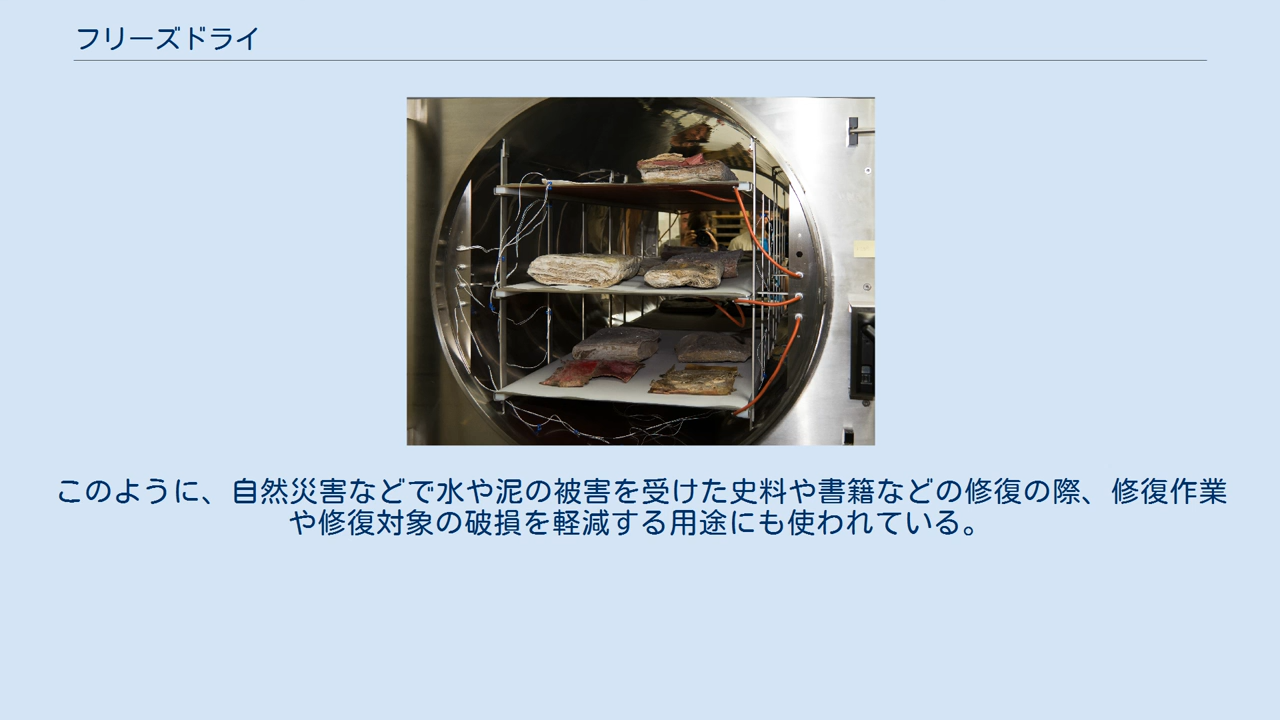 フリーズドライ
このように、自然災害などで水や泥の被害を受けた史料や書籍などの修復の際、修復作業
や修復対象の破損を軽減する用途にも使われている。